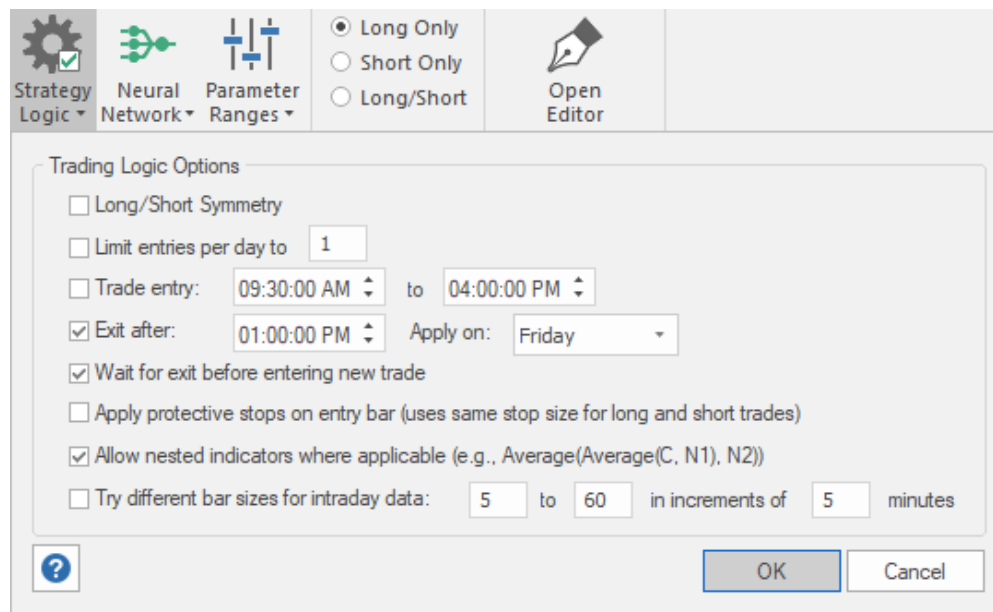 Strategy Logic
Neural Network
Parameter Ranges
Long Only
Short Only
Long/Short
Open Editor
Trading Logic Options
Long/Short Symmetry
Limit entries per day to 1
Trade entry: 09:30:00 AM to 04:00:00 PM
Exit after: 01:00:00 PM Apply on: Friday
Wait for exit before entering new trade
Apply protective stops on entry bar (uses same stop size for long and short trades)
Allow nested indicators where applicable (e.g., Average(Average(C, N1), N2))
Try different bar sizes for intraday data: 5 to 60 in increments of 5 minutes
?
OK Cancel